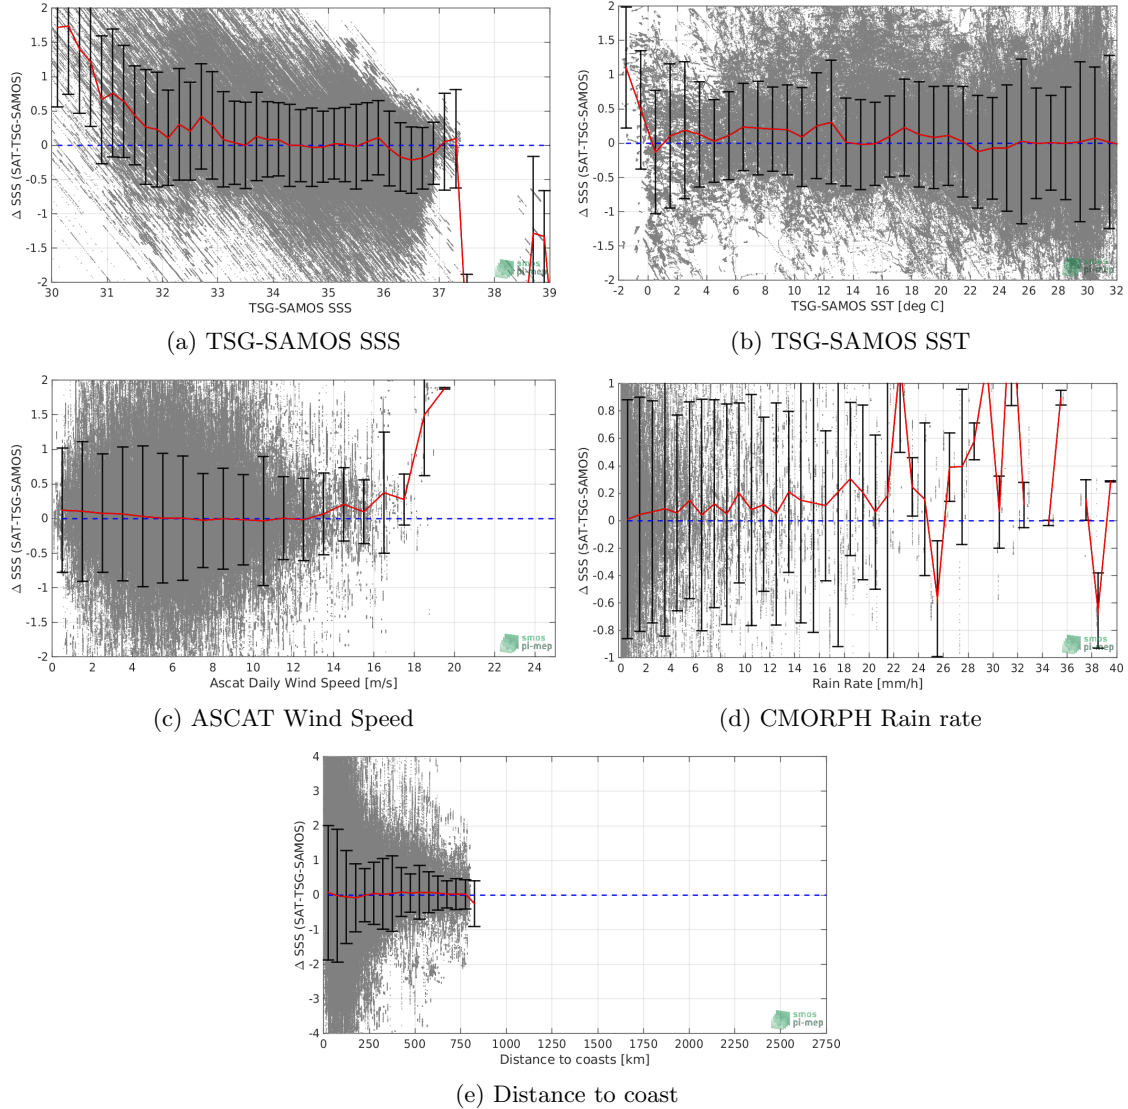 2
1.5
1
0.5
0
-0.5
-1
-1.5
-2
Δ SSS (SAT-TSG-SAMOS)
30 31 32 33 34 35 36 37 38 39
TSG-SAMOS SSS
smos
pi-mep
(a) TSG-SAMOS SSS
2
1.5
1
0.5
0
-0.5
-1
-1.5
-2
Δ SSS (SAT-TSG-SAMOS)
-2 0 2 4 6 8 10 12 14 16 18 20 22 24 26 28 30 32
TSG-SAMOS SST [deg C]
smos
pi-mep
(b) TSG-SAMOS SST
2
1.5
1
0.5
0
-0.5
-1
-1.5
-2
Δ SSS (SAT-TSG-SAMOS)
0 2 4 6 8 10 12 14 16 18 20 22 24
Ascat Daily Wind Speed [m/s]
smos
pi-mep
(c) ASCAT Wind Speed
1
0.8
0.6
0.4
0.2
0
-0.2
-0.4
-0.6
-0.8
-1
Δ SSS (SAT-TSG-SAMOS)
0 2 4 6 8 10 12 14 16 18 20 22 24 26 28 30 32 34 36 38 40
Rain Rate [mm/h]
smos
pi-mep
(d) CMORPH Rain rate
4
3
2
1
0
-1
-2
-3
-4
Δ SSS (SAT-TSG-SAMOS)
0 250 500 750 1000 1250 1500 1750 2000 2250 2500 2750
Distance to coasts [km]
smos
pi-mep
(e) Distance to coast